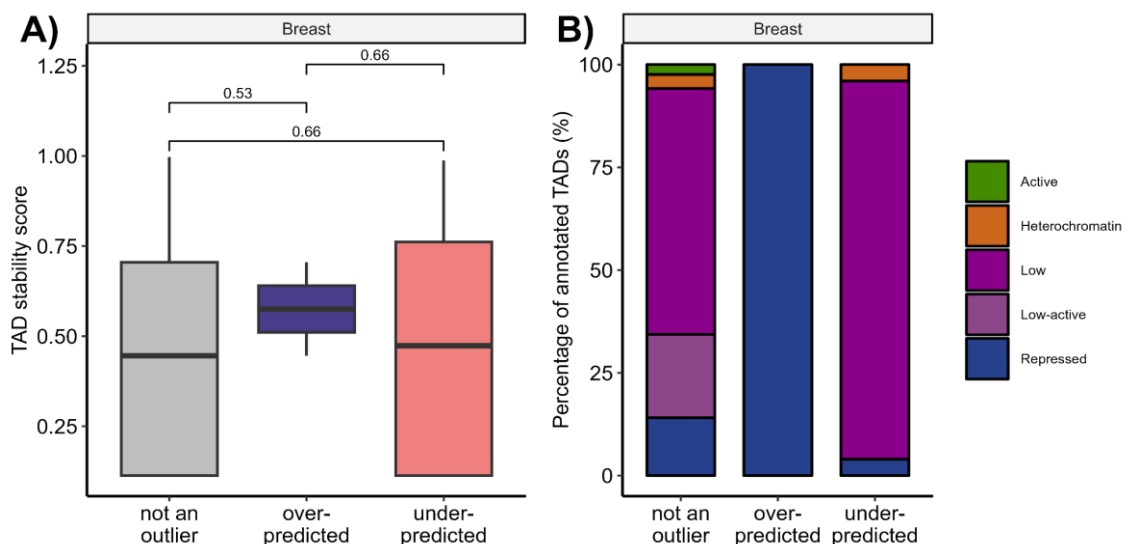 A)
Breast
TAD stability score
1.25
1.00
0.75
0.50
0.25
0.66
0.53
0.66
not an
outlier
over-
predicted
under-
predicted
B)
Breast
Percentage of annotated TADs (%)
100
75
50
25
0
not an
outlier
over-
predicted
under-
predicted
Active
Heterochromatin
Low
Low-active
Repressed